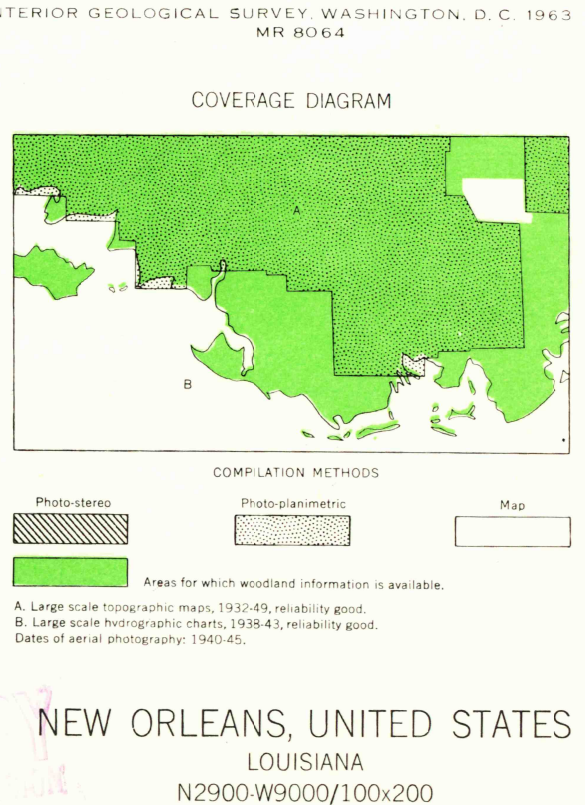 INTERIOR GEOLOGICAL SURVEY, WASHINGTON, D. C. 1963
MR 8064
COVERAGE DIAGRAM
A
B
COMPILATION METHODS
Photo-stereo
Photo-planimetric
Map
Areas for which woodland information is available.
A. Large scale topographic maps, 1932-49, reliability good.
B. Large scale hydrographic charts, 1938-43, reliability good.
Dates of aerial photography: 1940-45.
NEW ORLEANS, UNITED STATES
LOUISIANA
N2900-W9000/100x200